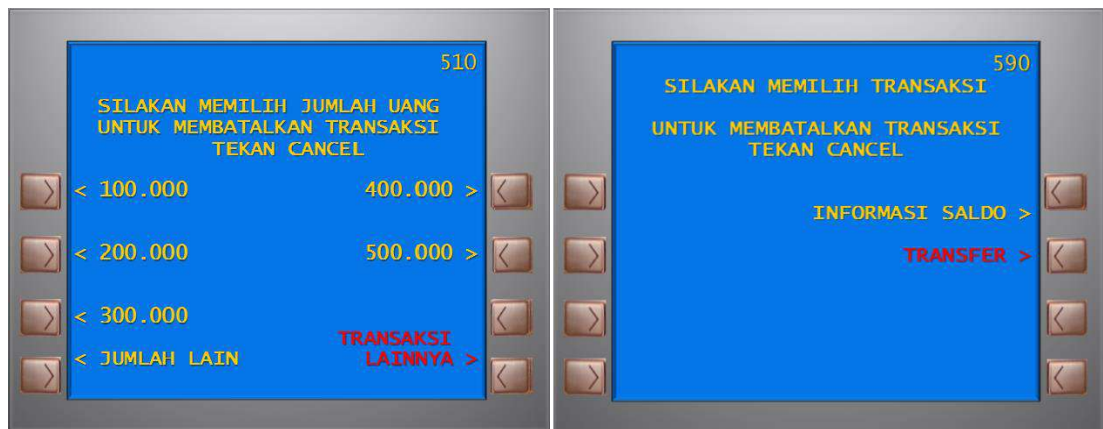 510
SILAKAN MEMILIH JUMLAH UANG
UNTUK MEMBATALKAN TRANSAKSI
TEKAN CANCEL
< 100.000
400.000 >
< 200.000
500.000 >
< 300.000
TRANSAKSI
< JUMLAH LAIN
LAINNYA >
590
SILAKAN MEMILIH TRANSAKSI
UNTUK MEMBATALKAN TRANSAKSI
TEKAN CANCEL
INFORMASI SALDO >
TRANSFER >